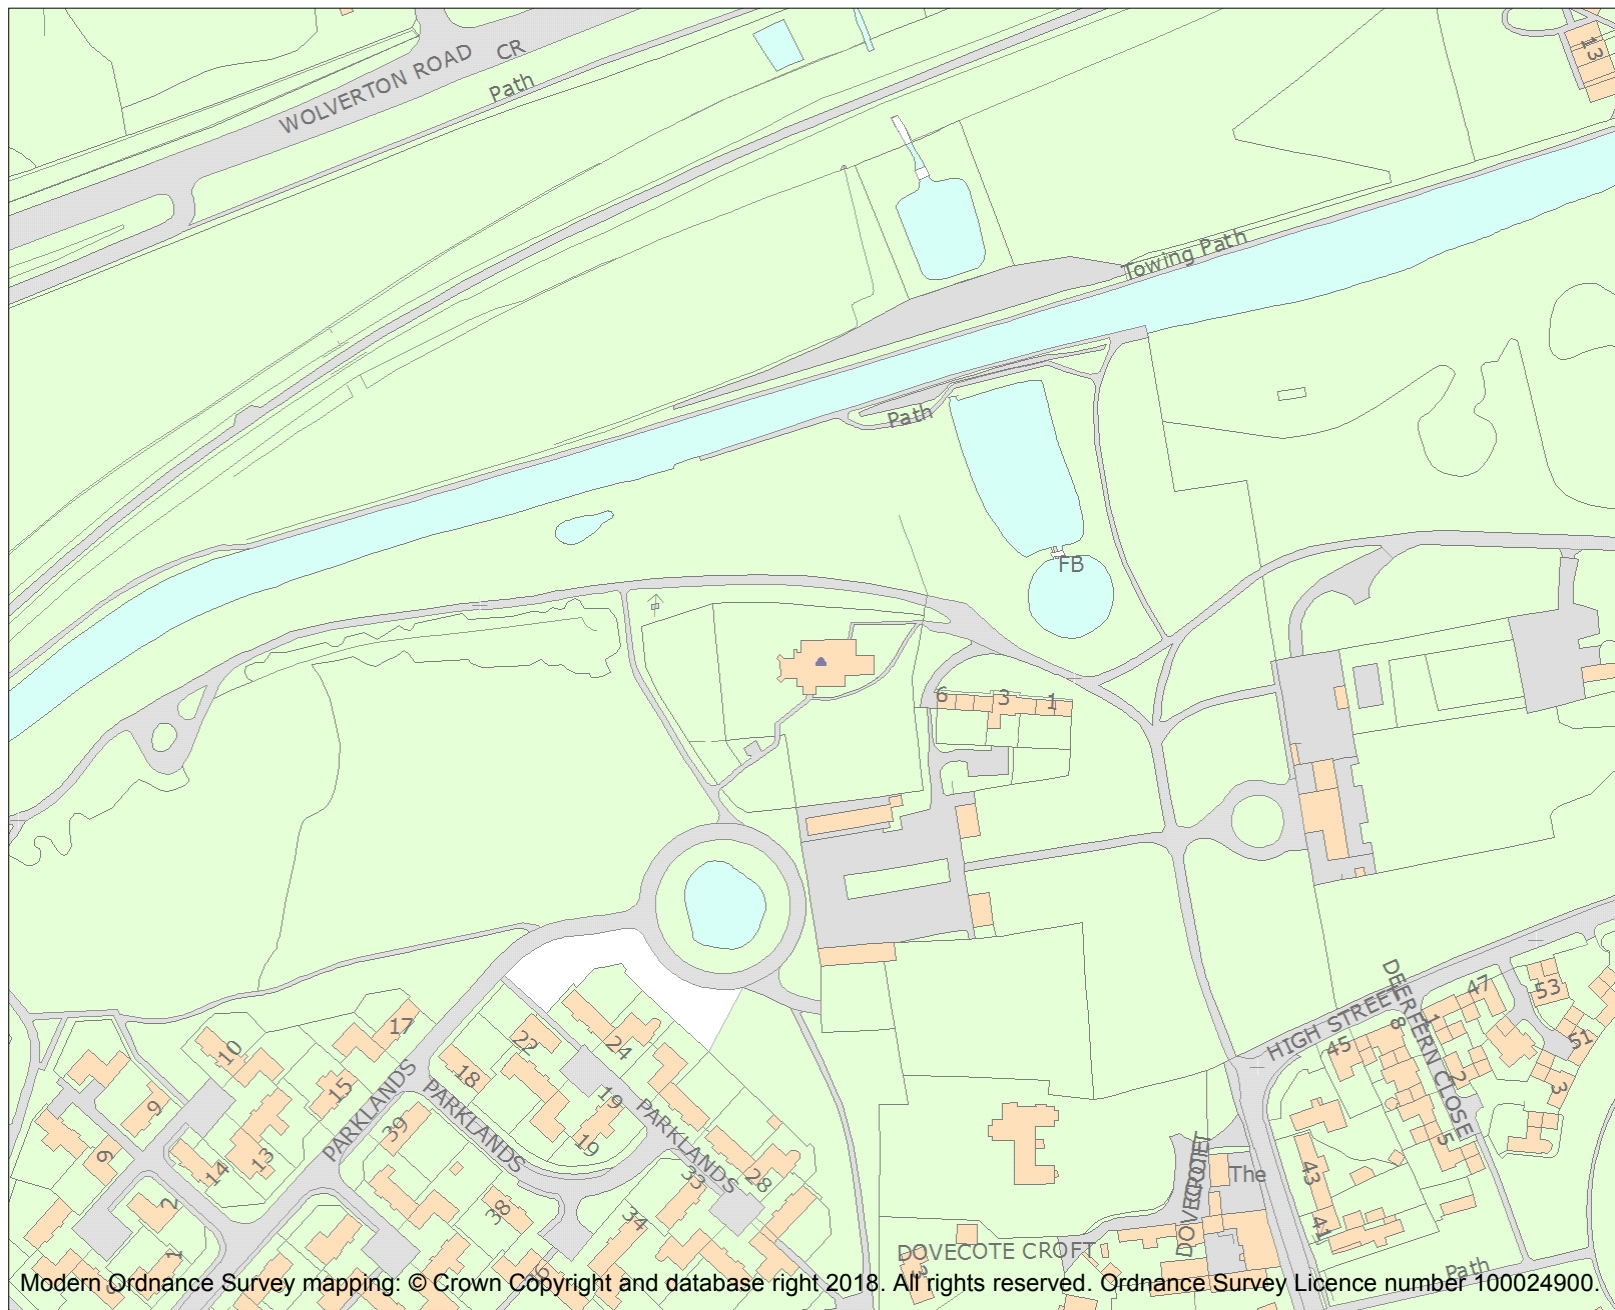 WOLVERTON ROAD
CR
Path
13
Towing Path
Path
FB
6
3
1
17
10
15
9
6
14
13
2
1
PARKLANDS
39
18
22
24
19
19
PARKLANDS
PARKLANDS
33
28
38
34
HIGH STREET
DEERFERN CLOSE
47
53
51
3
1
8
45
2
5
43
41
The
DOVECOTE CROFT
3
Path
Modern Ordnance Survey mapping: © Crown Copyright and database right 2018. All rights reserved. Ordnance Survey Licence number 100024900.